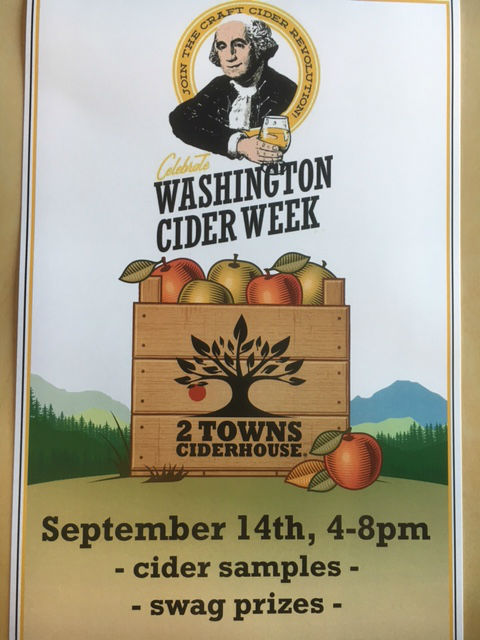 JOIN THE CRAFT CIDER REVOLUTION!
Celebrate
WASHINGTON
CIDER WEEK
2 TOWNS
CIDERHOUSE
September 14th, 4-8pm
- cider samples -
- swag prizes -